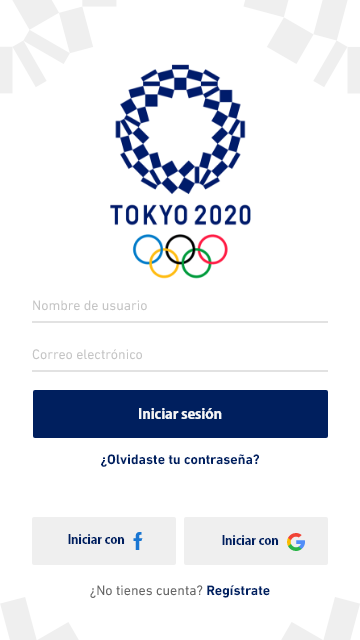 TOKYO 2020
Nombre de usuario
Correo electrónico
Iniciar sesión
¿Olvidaste tu contraseña?
Iniciar con
Iniciar con
¿No tienes cuenta? Regístrate